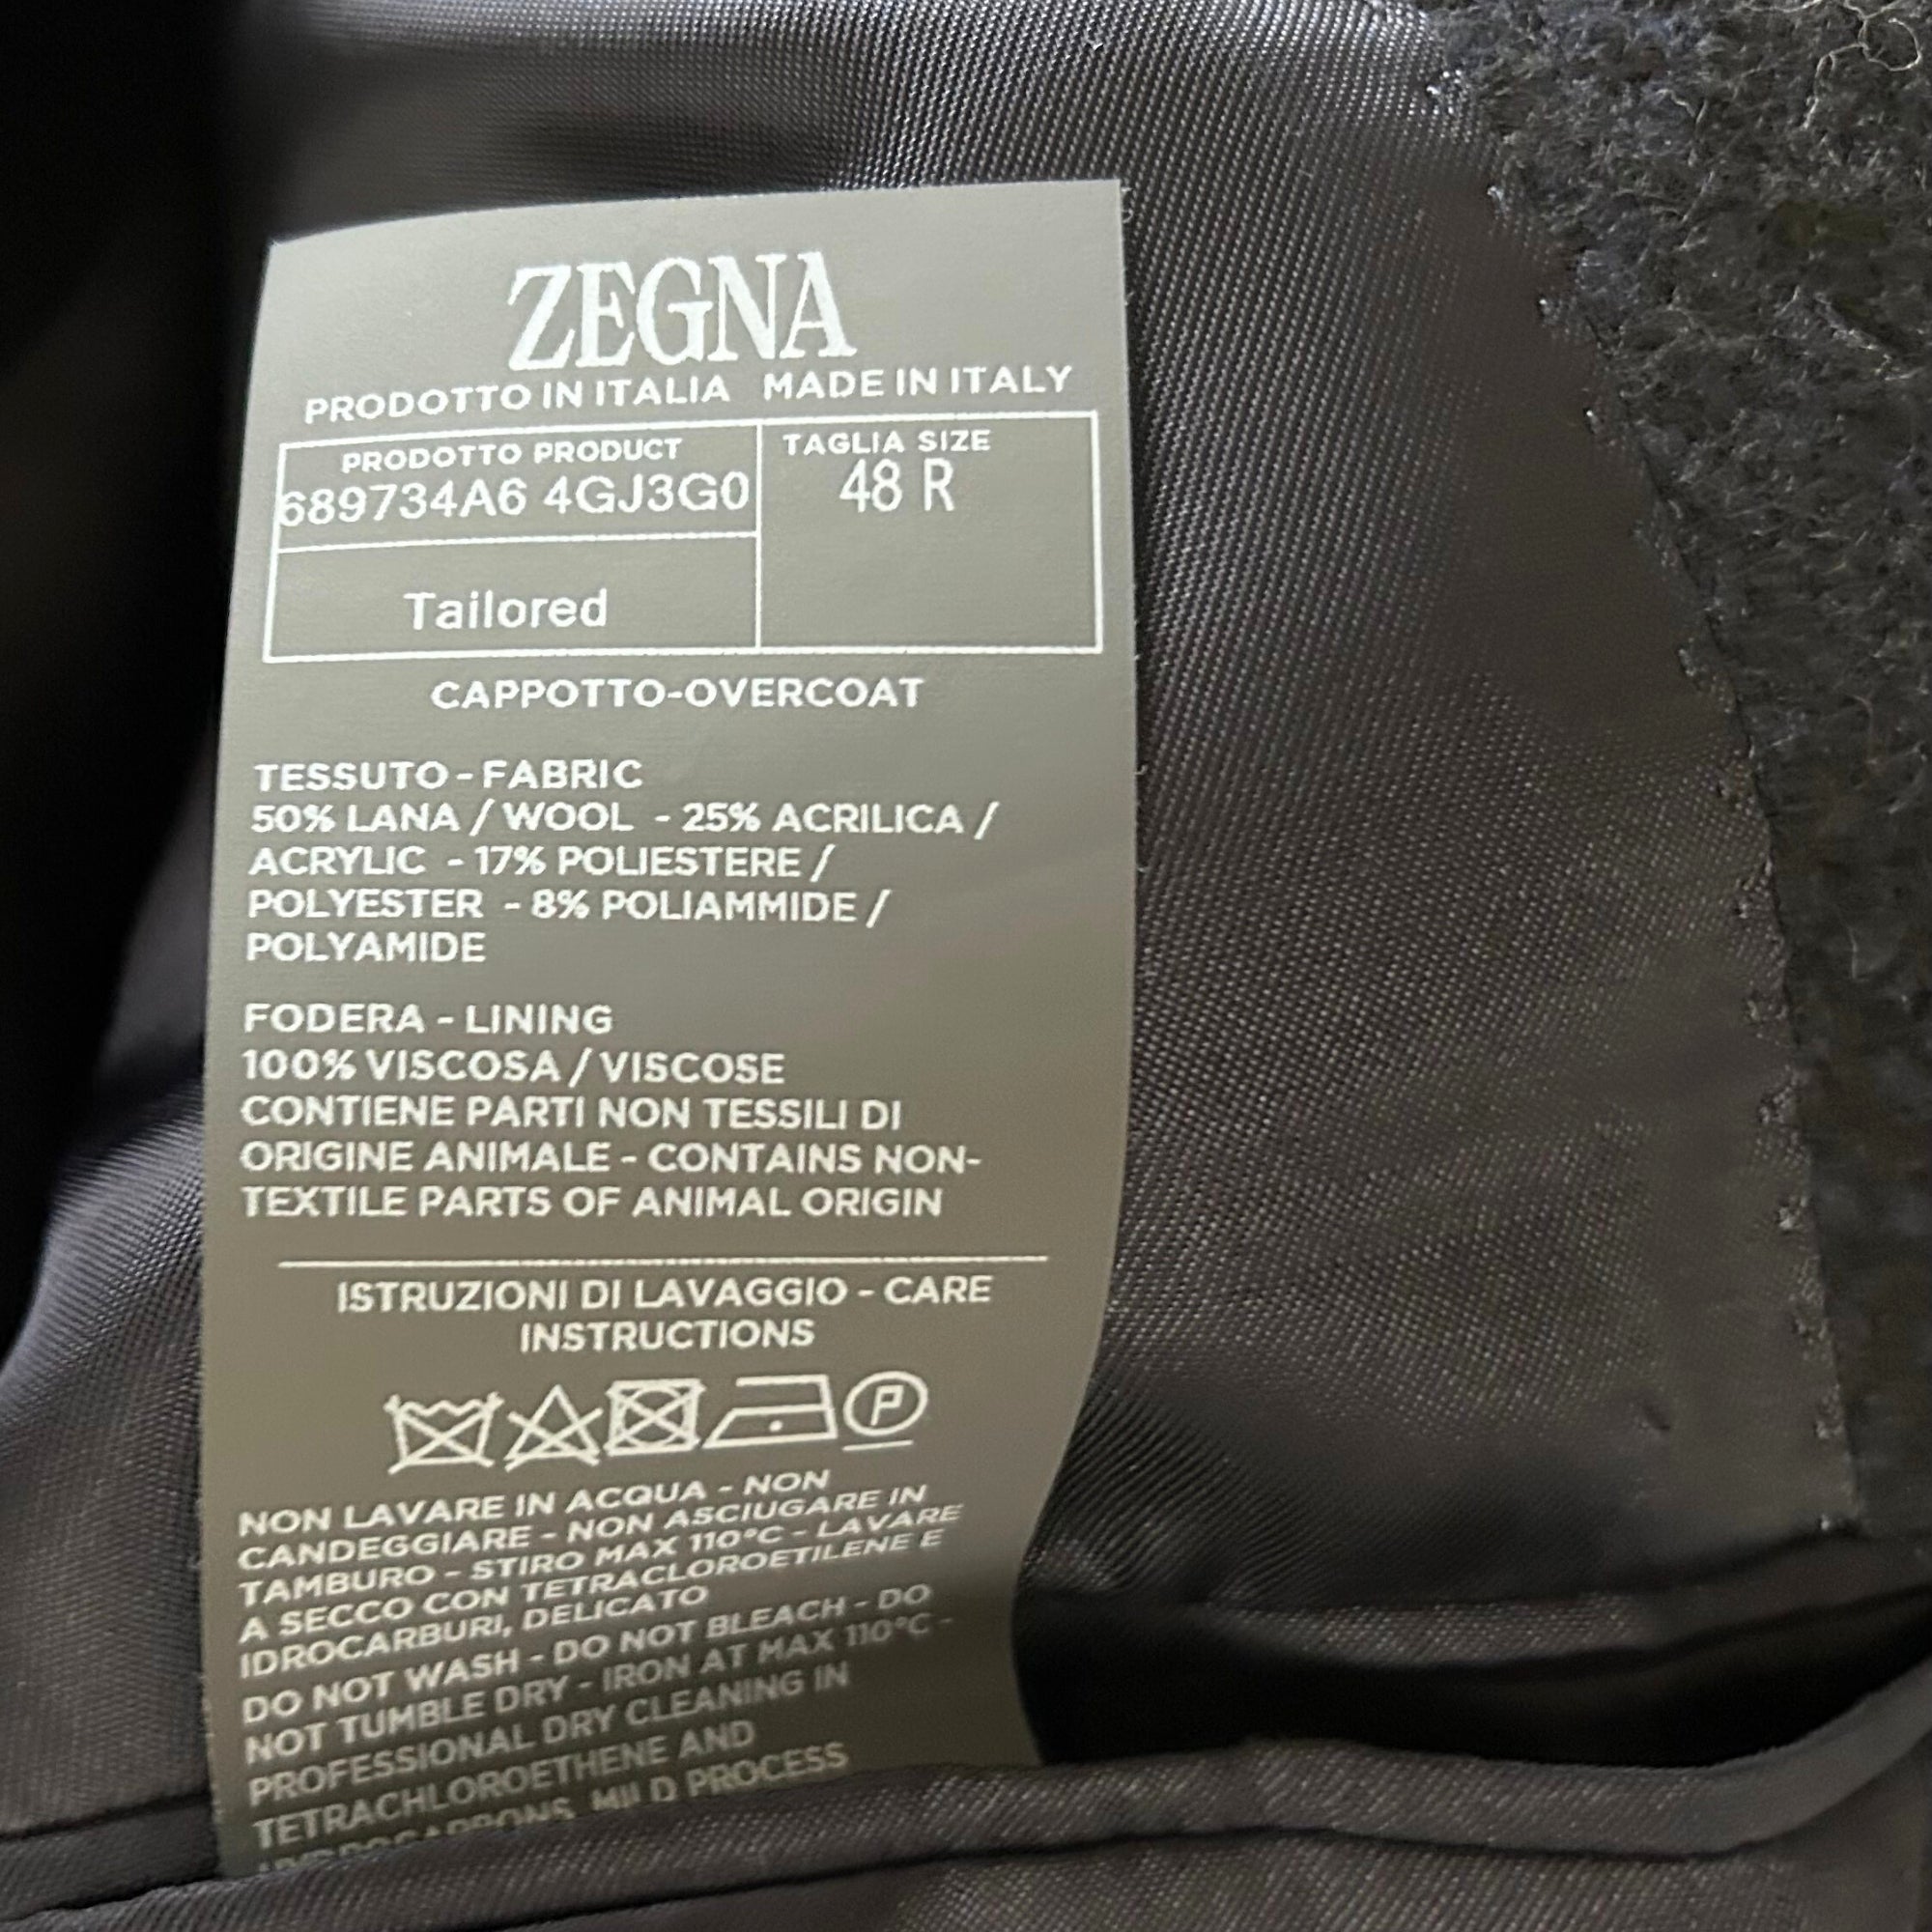 ZEGNA
PRODOTTO IN ITALIA MADE IN ITALY
PRODOTTO PRODUCT
689734A6 4GJ3G0
TAGLIA SIZE
48 R
Tailored
CAPPOTTO-OVERCOAT
TESSUTO - FABRIC
50% LANA / WOOL - 25% ACRILICA /
ACRYLIC - 17% POLIESTERE /
POLYESTER - 8% POLIAMMIDE /
POLYAMIDE
FODERA - LINING
100% VISCOSA / VISCOSE
CONTIENE PARTI NON TESSILI DI
ORIGINE ANIMALE - CONTAINS NON-
TEXTILE PARTS OF ANIMAL ORIGIN
ISTRUZIONI DI LAVAGGIO - CARE
INSTRUCTIONS
P
NON LAVARE IN ACQUA - NON
CANDEGGIARE - NON ASCIUGARE IN
TAMBURO - STIRO MAX 110°C - LAVARE
A SECCO CON TETRACLOROETILENE E
IDROCARBURI, DELICATO
DO NOT WASH - DO NOT BLEACH - DO
NOT TUMBLE DRY - IRON AT MAX 110°C -
PROFESSIONAL DRY CLEANING IN
TETRACHLOROETHENE AND
HYDROCARBONS, MILD PROCESS